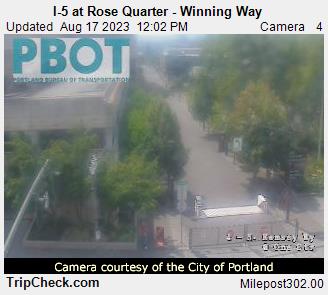 I-5 at Rose Quarter - Winning Way
Updated Aug 17 2023 12:02 PM Camera 4
PBOT
PORTLAND BUREAU OF TRANSPORTATION
Camera courtesy of the City of Portland
TripCheck.com Milepost302.00